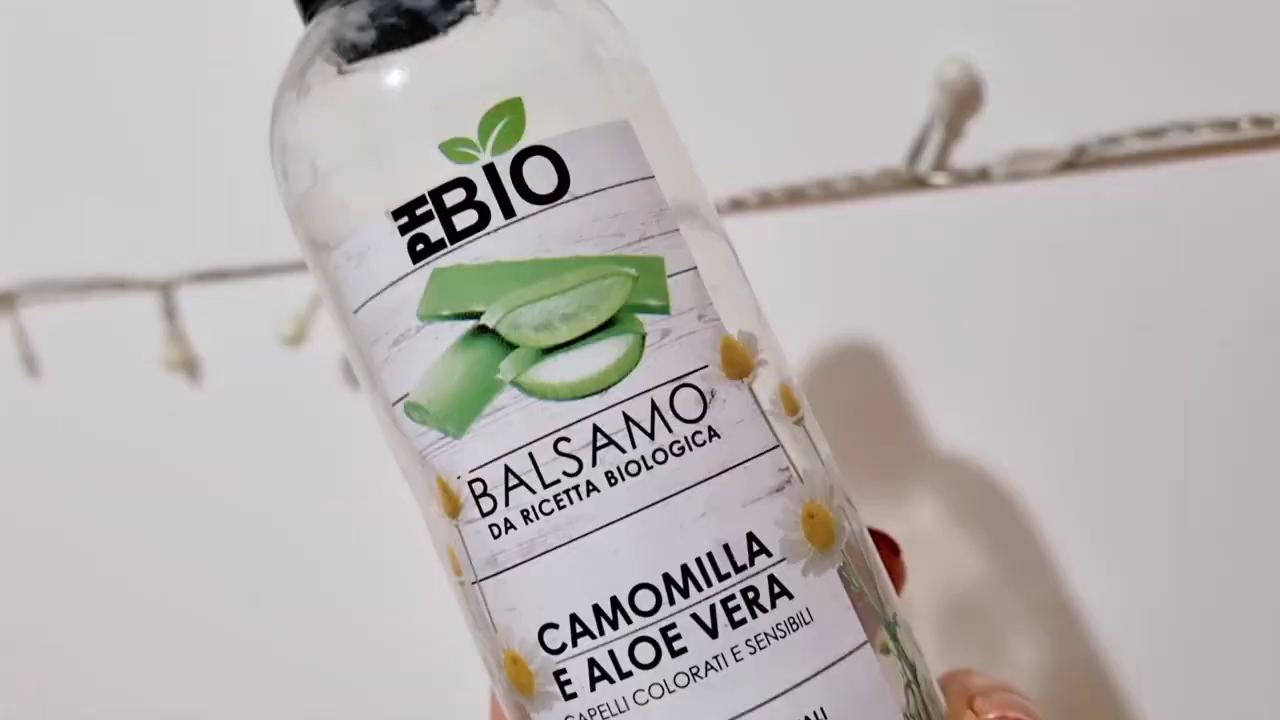 PH BIO
BALSAMO
DA RICETTA BIOLOGICA
CAMOMILLA
E ALOE VERA
CAPELLI COLORATI E SENSIBILI